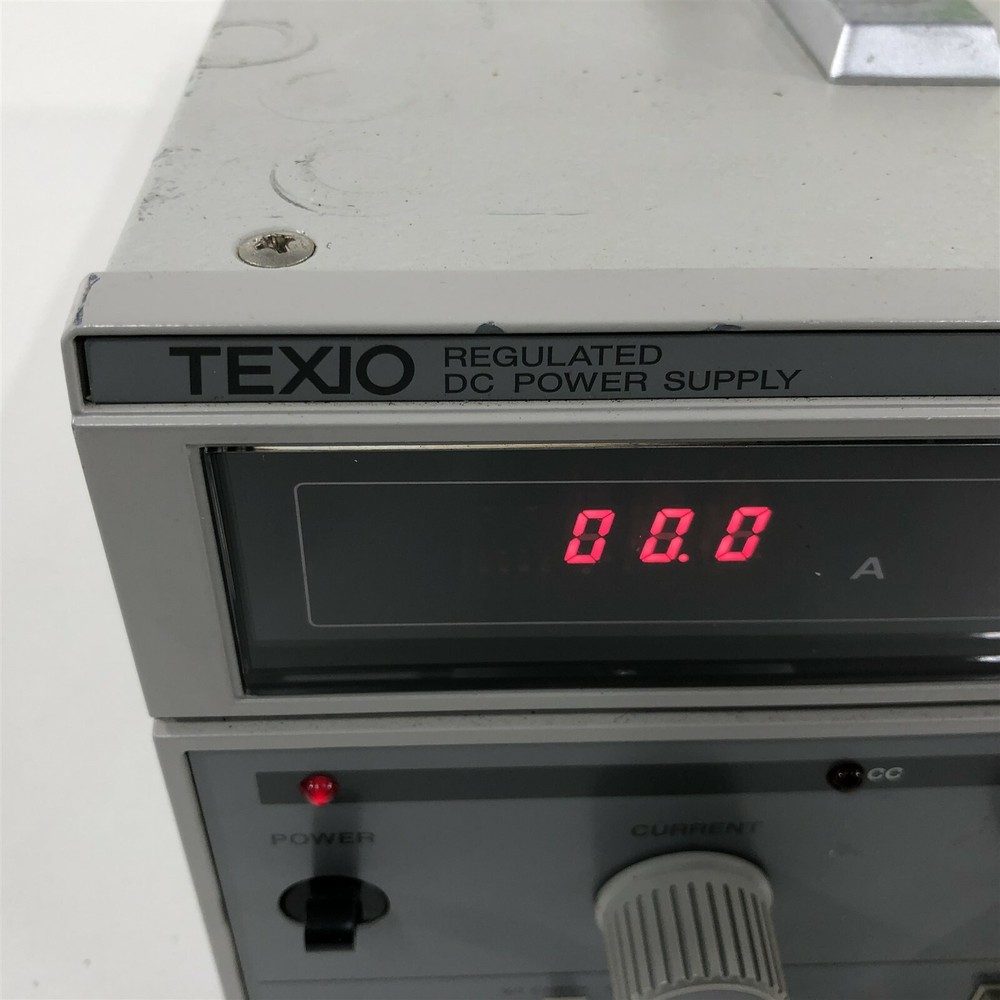 TEXIO
REGULATED
DC POWER SUPPLY
00.0
A
CC
POWER
CURRENT